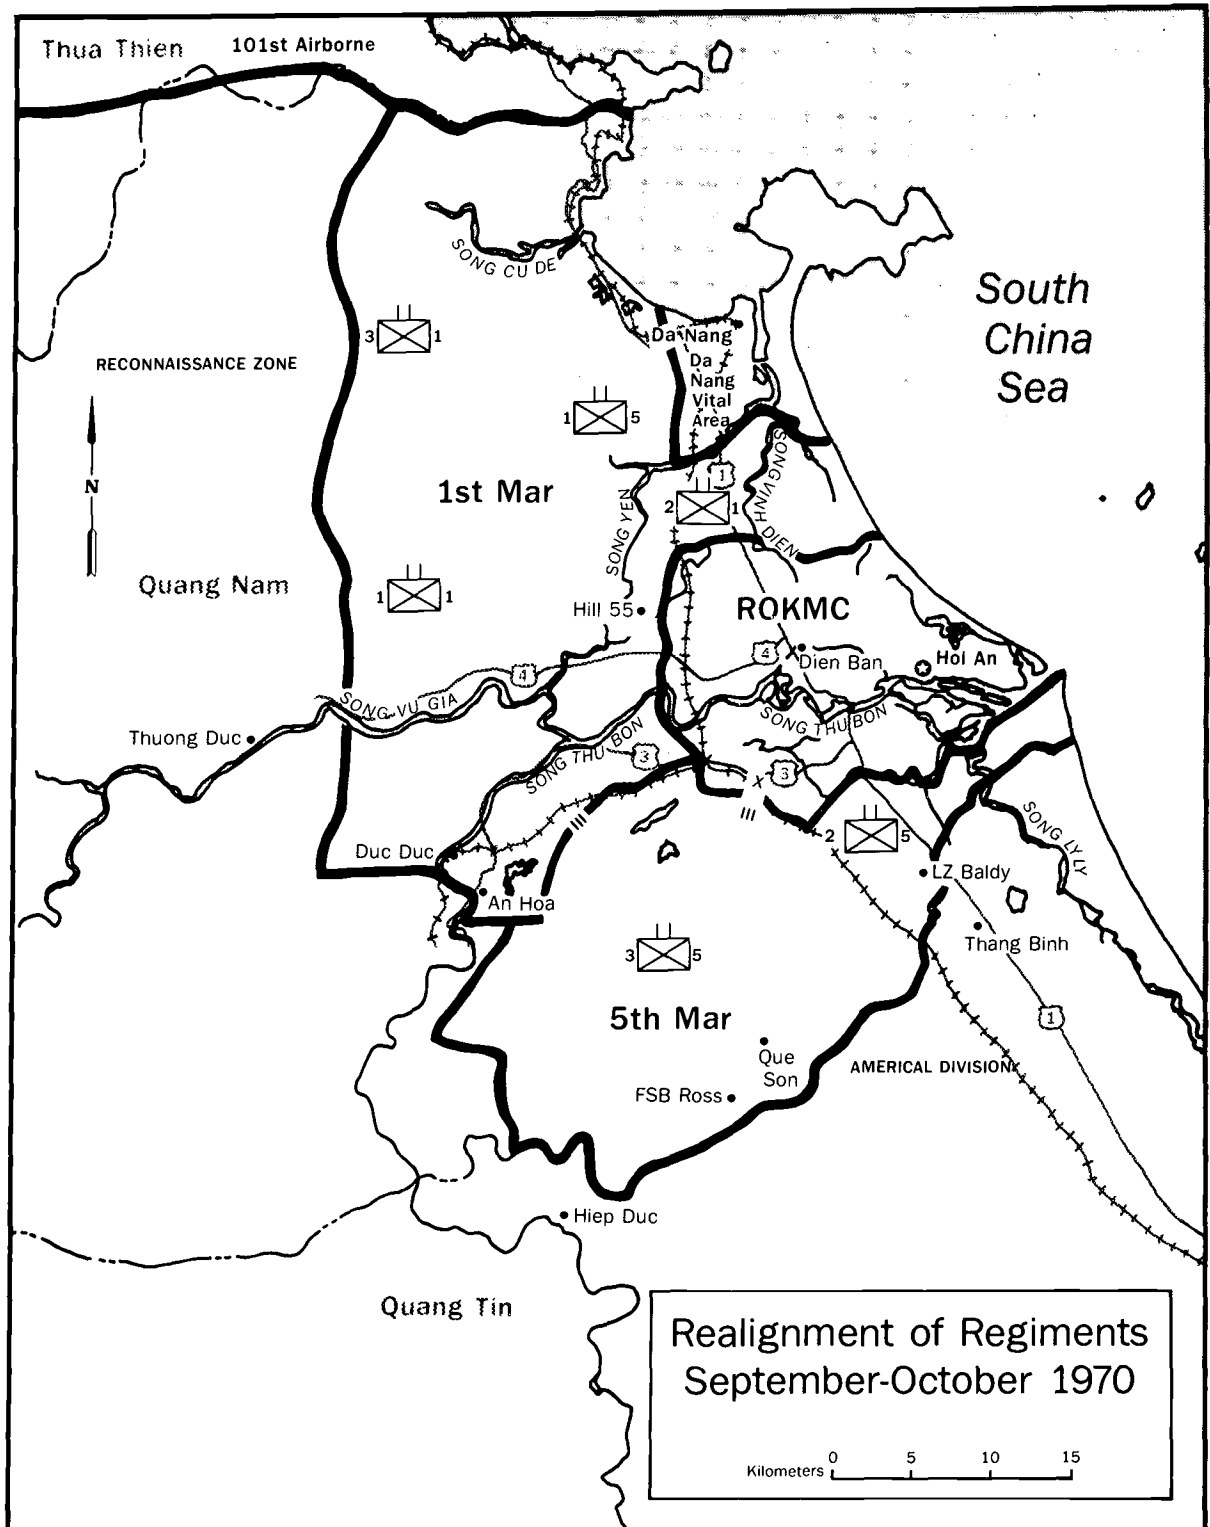 Thua Thien
101st Airborne
SONG CU DE
South
China
Sea
3 1
Da Nang
Da
Nang
Vital
Area
RECONNAISSANCE ZONE
1 5
N
1st Mar
1
2 1
SONG YEN
SONG VINH DIEN
Quang Nam
1 1
Hill 55
ROKMC
4
Dien Ban
Hoi An
4
SONG VU GIA
SONG THU BON
Thuong Duc
SONG THU BON
3
3
III
III
2 5
SONG LY LY
Duc Duc
LZ Baldy
An Hoa
Thang Binh
3 5
5th Mar
1
Que
Son
AMERICAL DIVISION
FSB Ross
Hiep Duc
Quang Tin
Realignment of Regiments
September-October 1970
0 5 10 15
Kilometers